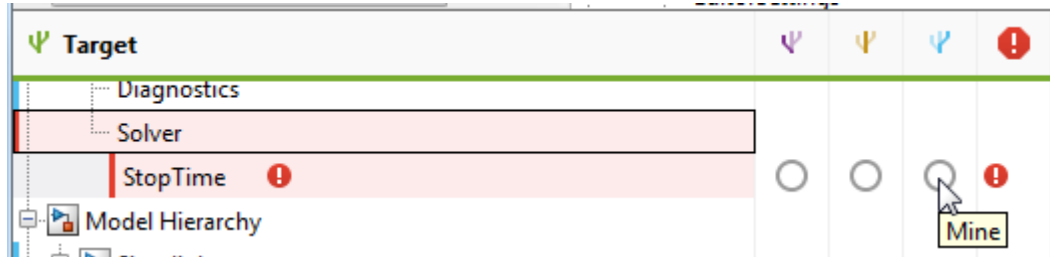 Target
Diagnostics
Solver
StopTime
Model Hierarchy
Mine